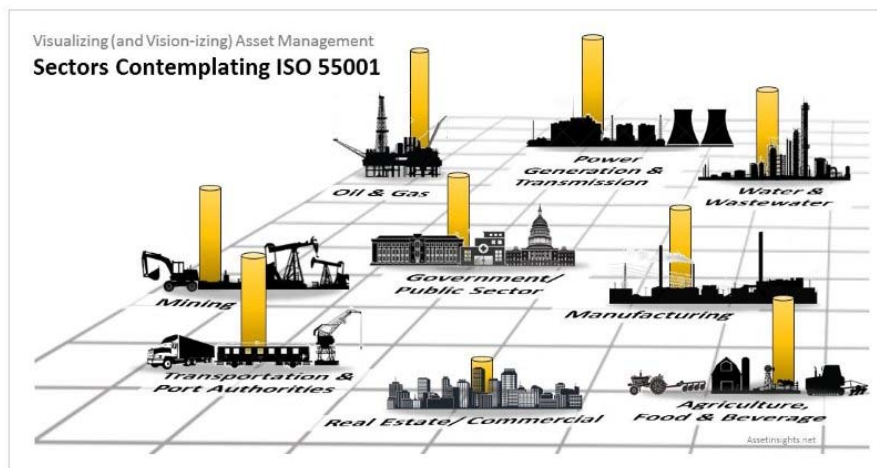 Visualizing (and Vision-izing) Asset Management
Sectors Contemplating ISO 55001
Oil & Gas
Power
Generation &
Transmission
Water &
Wastewater
Government/
Public Sector
Mining
Manufacturing
Transportation &
Port Authorities
Real Estate/ Commercial
Agriculture,
Food & Beverage
Assetinsights.net